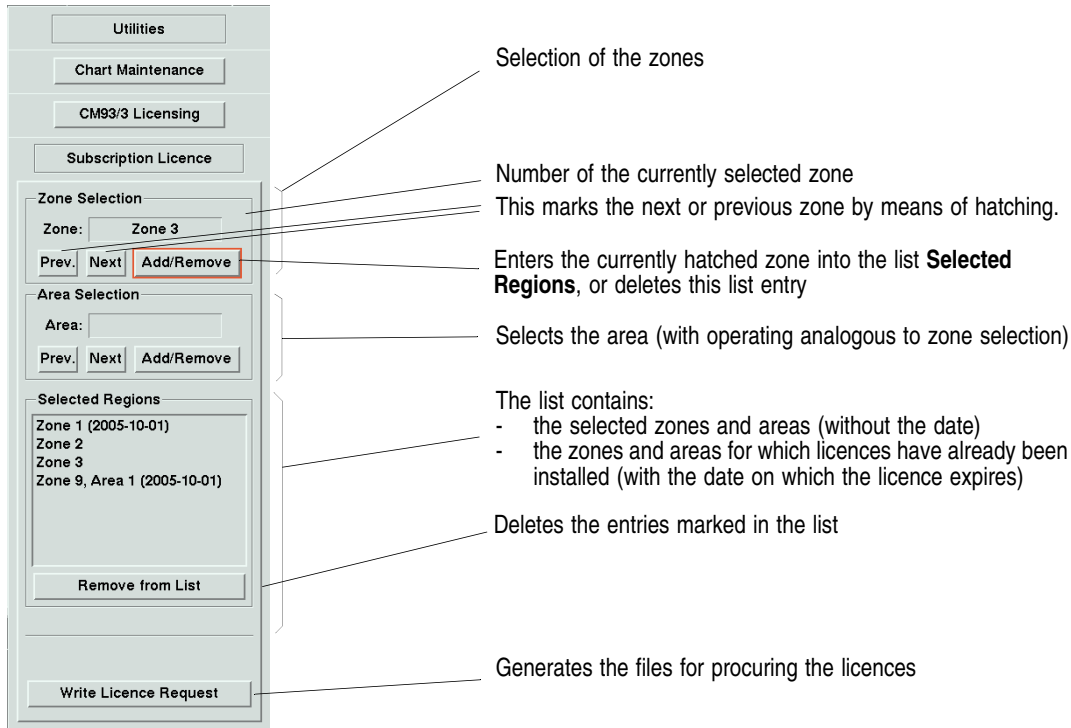 Utilities
Chart Maintenance
CM93/3 Licensing
Subscription Licence
Zone Selection
Zone: Zone 3
Prev. Next Add/Remove
Area Selection
Area:
Prev. Next Add/Remove
Selected Regions
Zone 1 (2005-10-01)
Zone 2
Zone 3
Zone 9, Area 1 (2005-10-01)
Remove from List
Write Licence Request
Selection of the zones
Number of the currently selected zone
This marks the next or previous zone by means of hatching.
Enters the currently hatched zone into the list Selected
Regions, or deletes this list entry
Selects the area (with operating analogous to zone selection)
The list contains:
- the selected zones and areas (without the date)
- the zones and areas for which licences have already been
installed (with the date on which the licence expires)
Deletes the entries marked in the list
Generates the files for procuring the licences